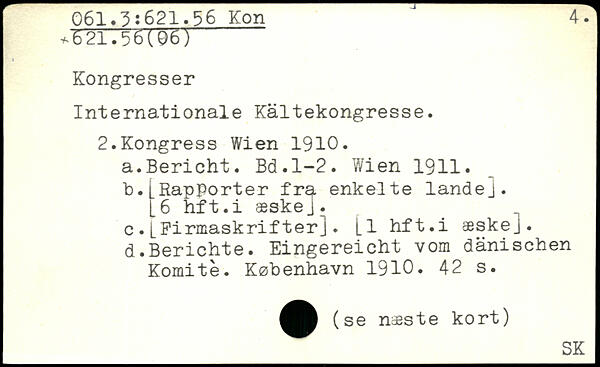 061.3:621.56 Kon 4.
+621.56(06)
Kongresser
Internationale Kältekongresse.
2.Kongress Wien 1910.
a.Bericht. Bd.1-2. Wien 1911.
b.[Rapporter fra enkelte lande].
[6 hft.i æske].
c.[Firmaskrifter]. [1 hft.i æske].
d.Berichte. Eingereicht vom dänischen
Komitè. København 1910. 42 s.
(se næste kort)
SK